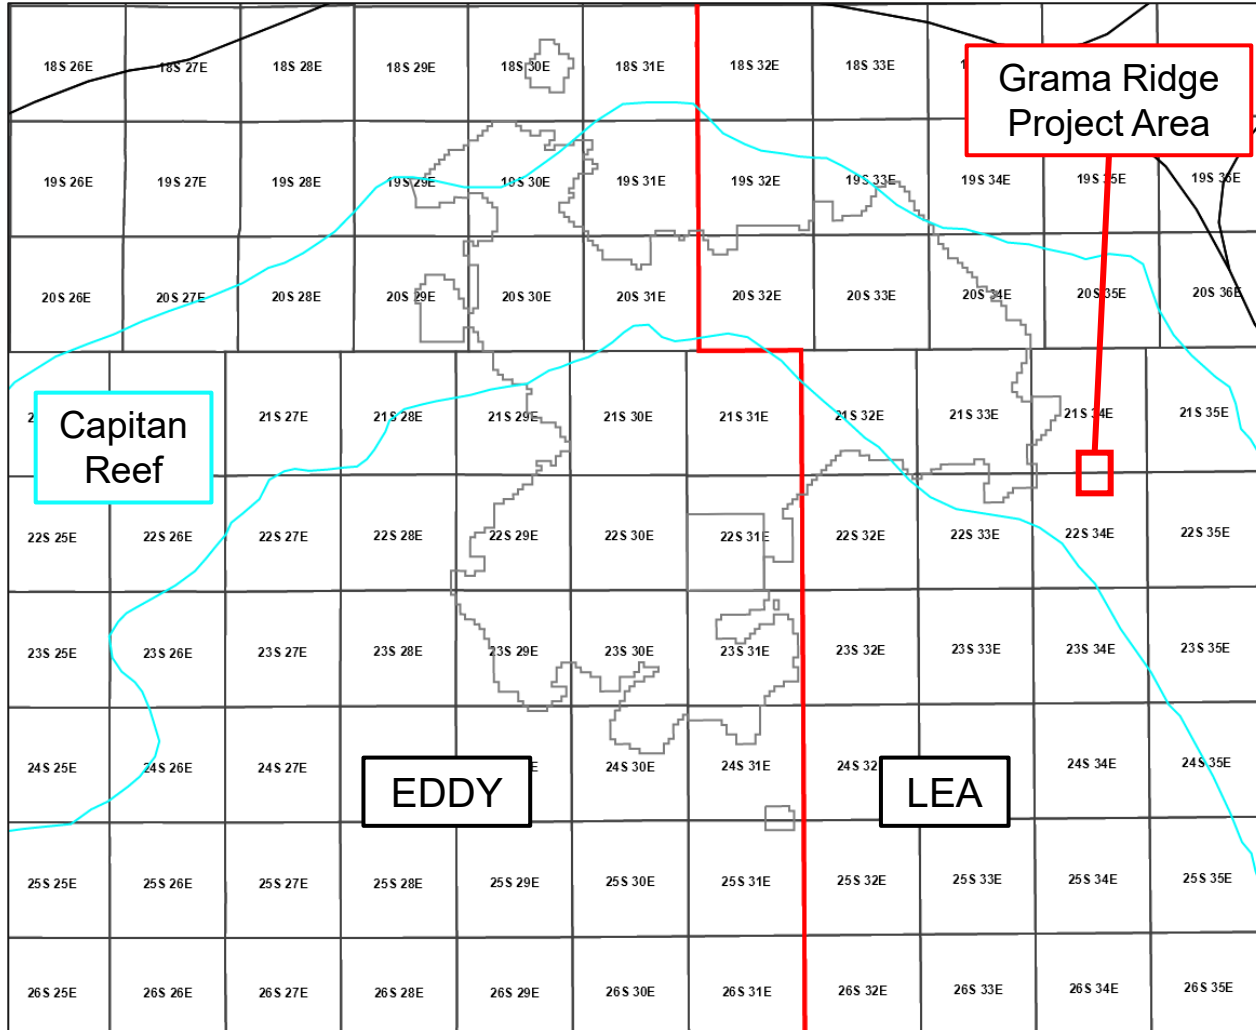 18S 26E
18S 27E
18S 28E
18S 29E
18S 30E
18S 31E
18S 32E
18S 33E
Grama Ridge
Project Area
19S 26E
19S 27E
19S 28E
19S 29E
19S 30E
19S 31E
19S 32E
19S 33E
19S 34E
19S 35E
19S 36E
20S 26E
20S 27E
20S 28E
20S 29E
20S 30E
20S 31E
20S 32E
20S 33E
20S 34E
20S 35E
20S 36E
Capitan
Reef
21S 27E
21S 28E
21S 29E
21S 30E
21S 31E
21S 32E
21S 33E
21S 34E
21S 35E
22S 25E
22S 26E
22S 27E
22S 28E
22S 29E
22S 30E
22S 31E
22S 32E
22S 33E
22S 34E
22S 35E
23S 25E
23S 26E
23S 27E
23S 28E
23S 29E
23S 30E
23S 31E
23S 32E
23S 33E
23S 34E
23S 35E
24S 25E
24S 26E
24S 27E
EDDY
24S 30E
24S 31E
24S 32
LEA
24S 34E
24S 35E
25S 25E
25S 26E
25S 27E
25S 28E
25S 29E
25S 30E
25S 31E
25S 32E
25S 33E
25S 34E
25S 35E
26S 25E
26S 26E
26S 27E
26S 28E
26S 29E
26S 30E
26S 31E
26S 32E
26S 33E
26S 34E
26S 35E